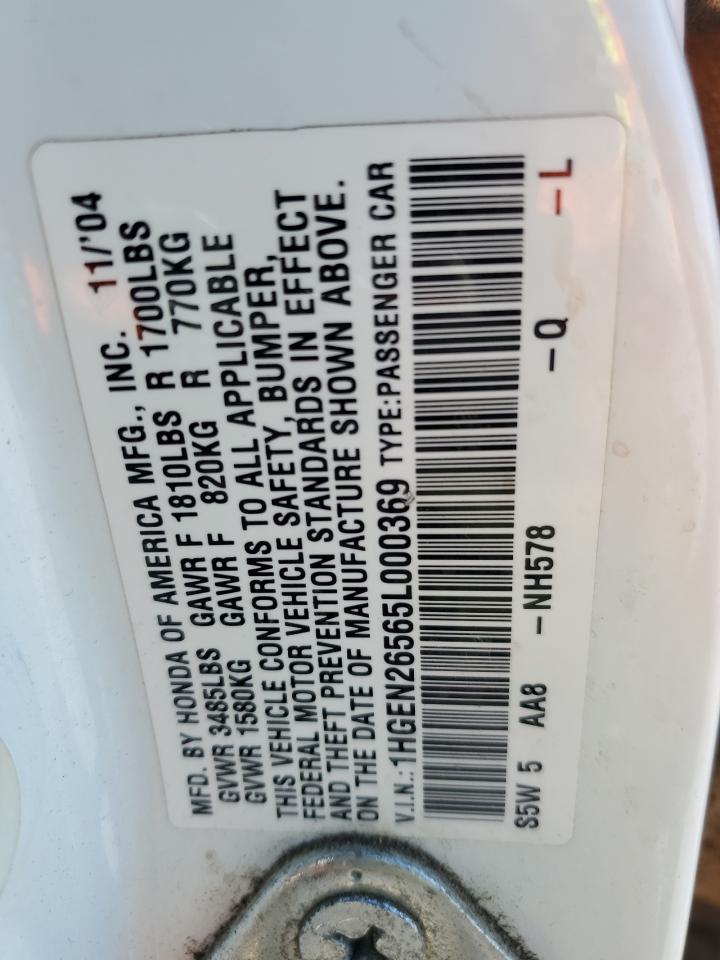 MFD. BY HONDA OF AMERICA MFG., INC. 11/'04
GVWR 3485LBS GAWR F 1810LBS R 1700LBS
GVWR 1580KG GAWR F 820KG R 770KG
THIS VEHICLE CONFORMS TO ALL APPLICABLE
FEDERAL MOTOR VEHICLE SAFETY, BUMPER,
AND THEFT PREVENTION STANDARDS IN EFFECT
ON THE DATE OF MANUFACTURE SHOWN ABOVE.
V.I.N.: 1HGEN26565L000369 TYPE:PASSENGER CAR
S5W 5 AA8 -NH578 -Q -L